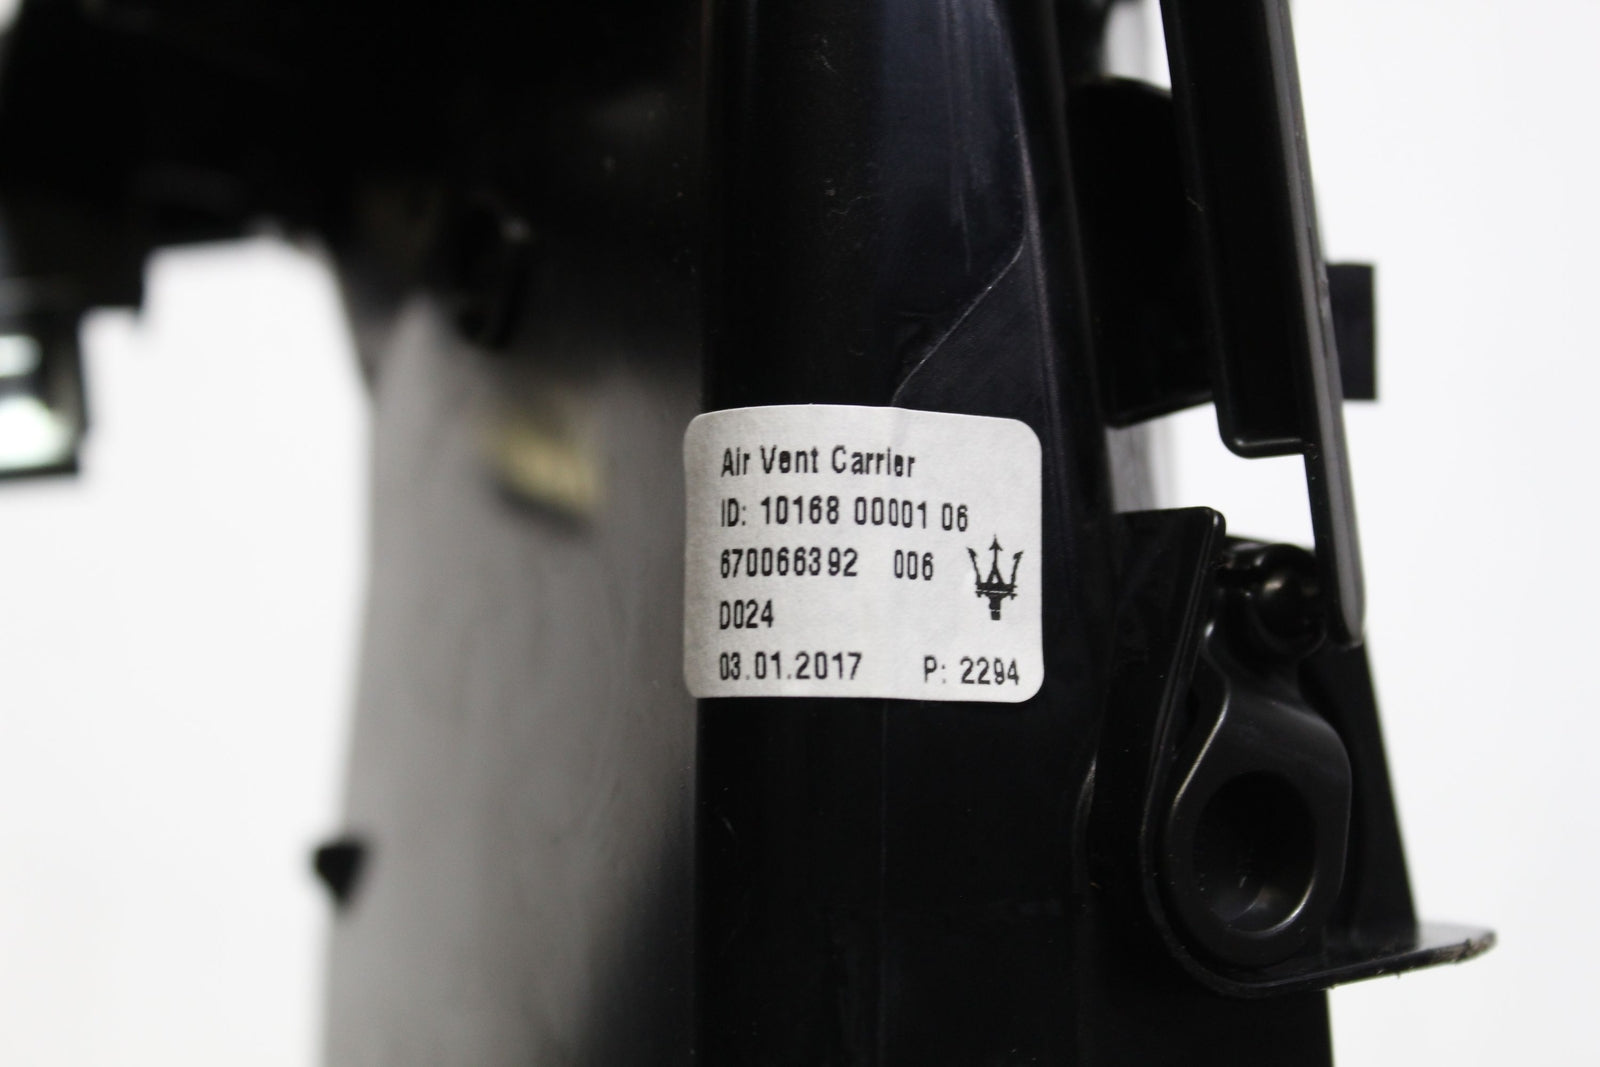 Air Vent Carrier
ID: 10168 00001 06
670066392 006
D024
03.01.2017 P: 2294